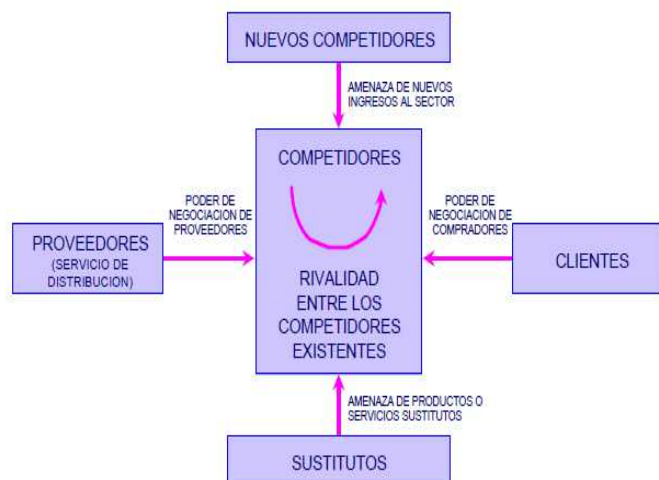 NUEVOS COMPETIDORES
AMENAZA DE NUEVOS
INGRESOS AL SECTOR
COMPETIDORES
PODER DE
NEGOCIACION DE
PROVEEDORES
PODER DE
NEGOCIACION DE
COMPRADORES
PROVEEDORES
(SERVICIO DE
DISTRIBUCION)
CLIENTES
RIVALIDAD
ENTRE LOS
COMPETIDORES
EXISTENTES
AMENAZA DE PRODUCTOS O
SERVICIOS SUSTITUTOS
SUSTITUTOS